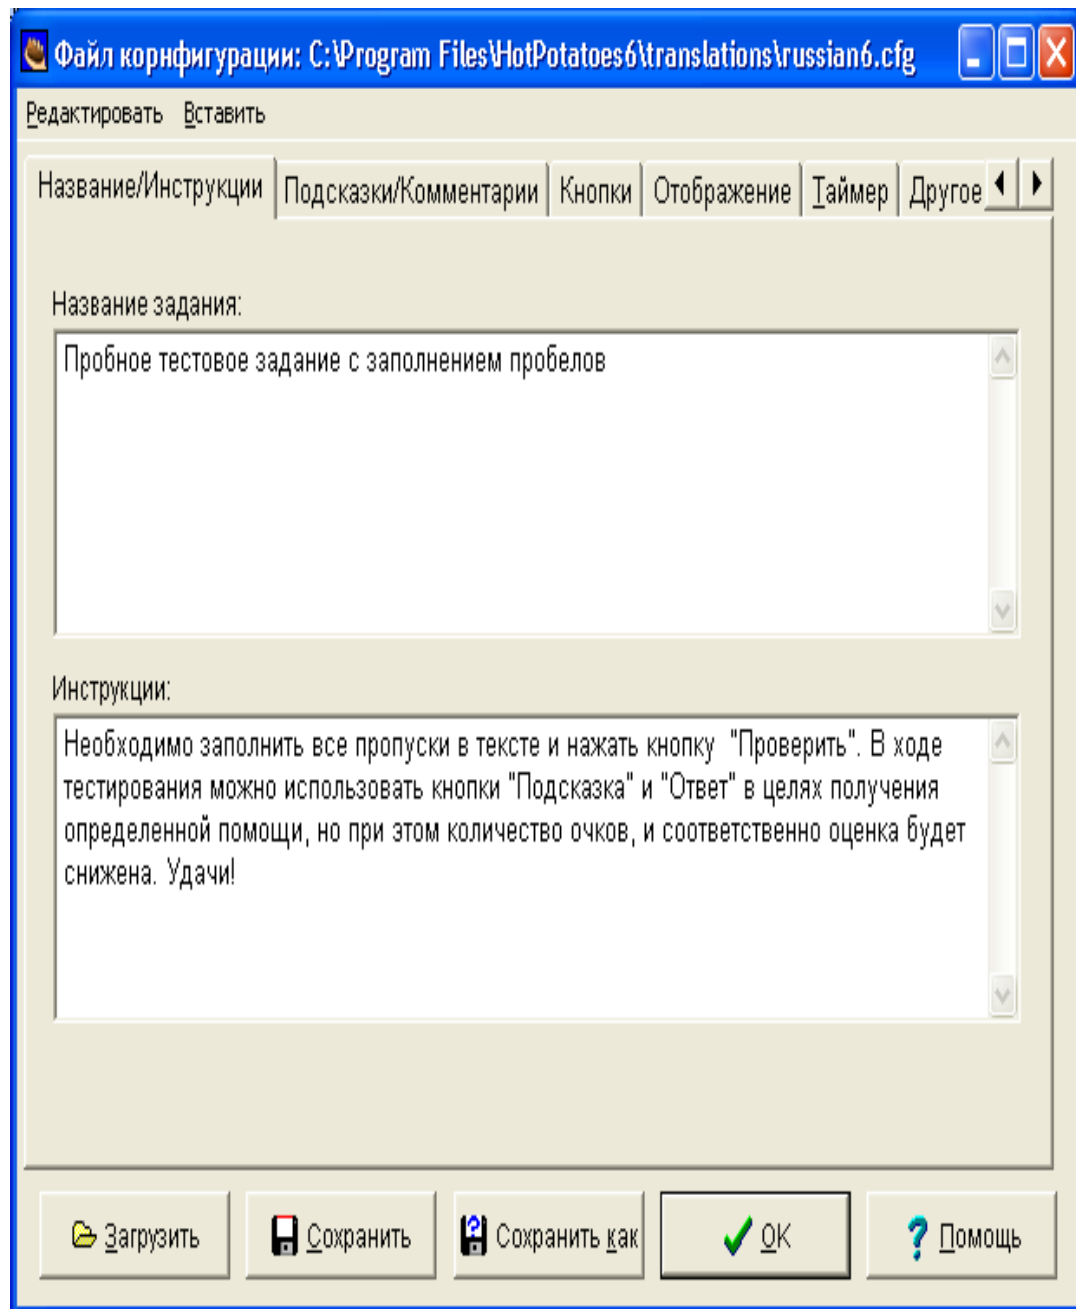 Файл корнфигурации: C:\Program Files\HotPotatoes6\translations\russian6.cfg
Редактировать Вставить
Название/Инструкции Подсказки/Комментарии Кнопки Отображение Таймер Другое
Название задания:
Пробное тестовое задание с заполнением пробелов
Инструкции:
Необходимо заполнить все пропуски в тексте и нажать кнопку  "Проверить". В ходе
тестирования можно использовать кнопки "Подсказка" и "Ответ" в целях получения
определенной помощи, но при этом количество очков, и соответственно оценка будет
снижена. Удачи!
Загрузить Сохранить Сохранить как OK Помощь